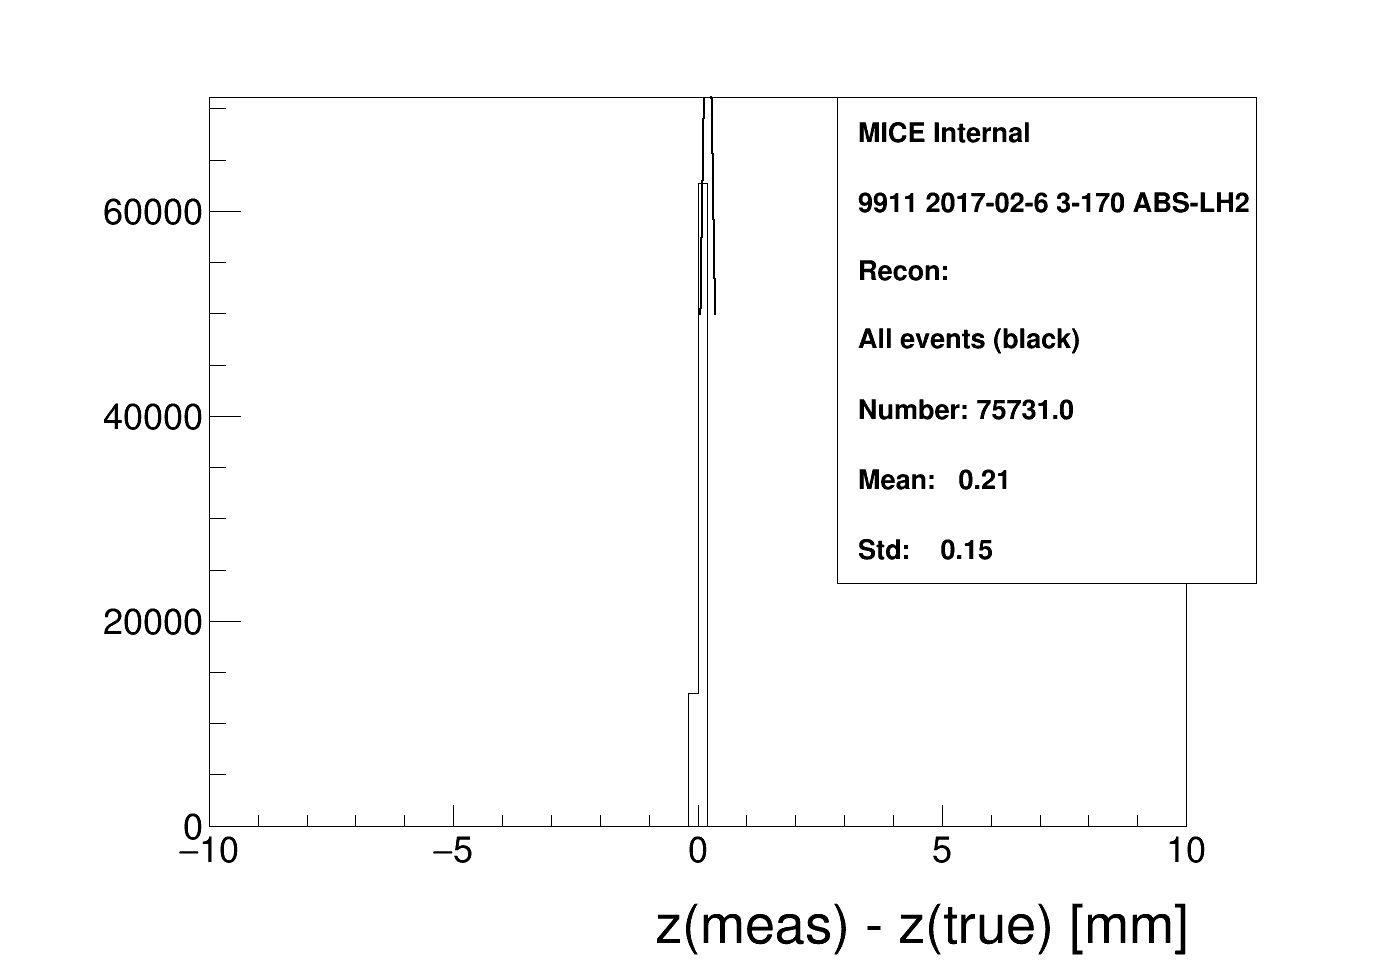 MICE Internal
9911 2017-02-6 3-170 ABS-LH2
Recon:
All events (black)
Number: 75731.0
Mean: 0.21
Std: 0.15
60000
40000
20000
0
−10 −5 0 5 10
z(meas) - z(true) [mm]